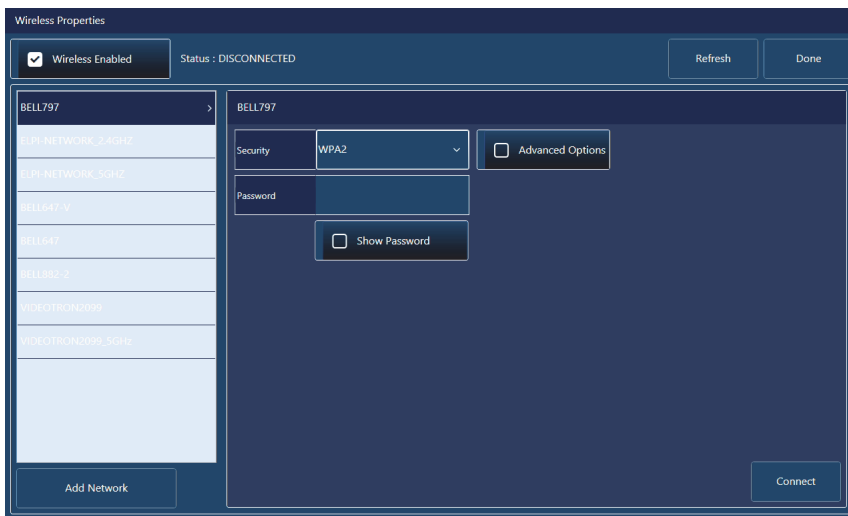 Wireless Properties
Wireless Enabled
Status : DISCONNECTED
Refresh
Done
BELL797
ELPI-NETWORK_2.4GHZ
ELPI-NETWORK_5GHZ
BELL647-V
BELL647
BELL882-2
VIDEOTRON2099
VIDEOTRON2099_5GHz
Add Network
BELL797
Security
WPA2
Advanced Options
Password
Show Password
Connect